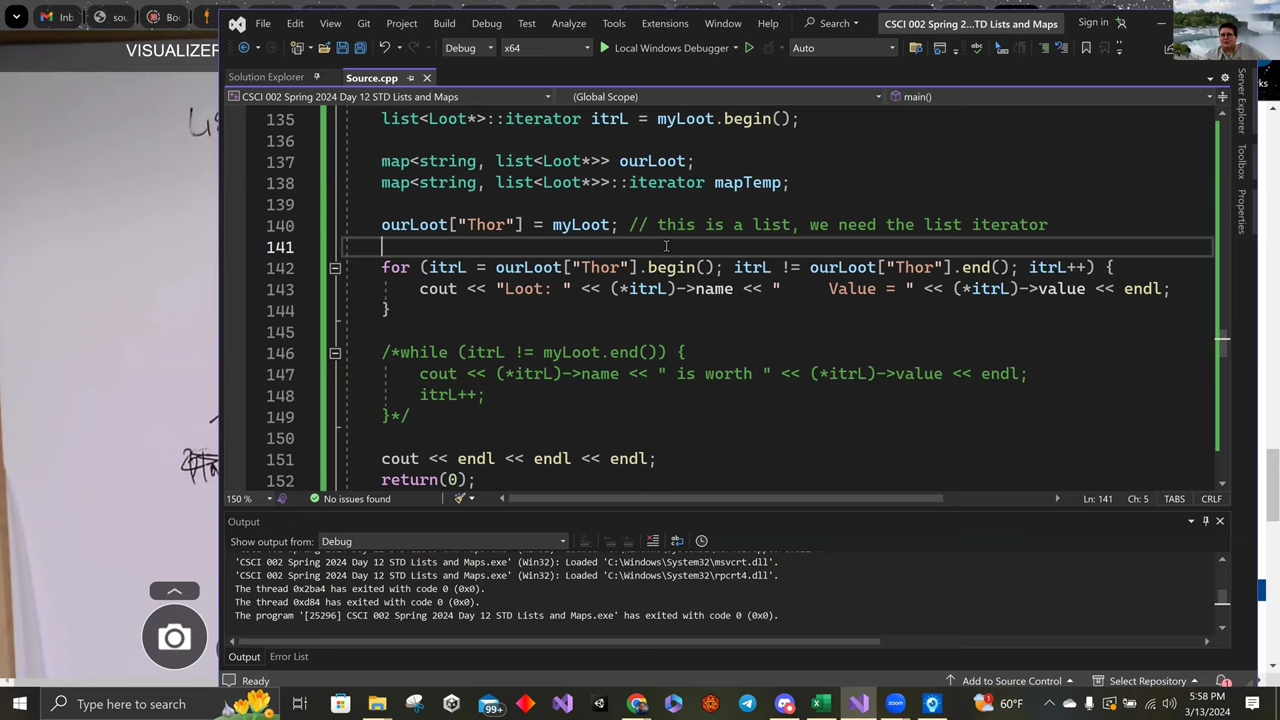 Itrb
W
Bo
VISUALIZER
File Edit View Git Project Build Debug Test Analyze Tools Extensions Window Help Search CSCI 002 Spring 2...TD Lists and Maps Sign in
Debug x64 Local Windows Debugger Auto
Solution Explorer Source.cpp
CSCI 002 Spring 2024 Day 12 STD Lists and Maps (Global Scope) main()
135 list<Loot*>::iterator itrL = myLoot.begin();
136
137 map<string, list<Loot*>> ourLoot;
138 map<string, list<Loot*>>::iterator mapTemp;
139
140 ourLoot["Thor"] = myLoot; // this is a list, we need the list iterator
141
142 for (itrL = ourLoot["Thor"].begin(); itrL != ourLoot["Thor"].end(); itrL++) {
143 cout << "Loot: " << (*itrL)->name << "     Value = " << (*itrL)->value << endl;
144 }
145
146 /*while (itrL != myLoot.end()) {
147 cout << (*itrL)->name << " is worth " << (*itrL)->value << endl;
148 itrL++;
149 }*/
150
151 cout << endl << endl << endl;
152 return(0);
Server Explorer
Toolbox
Properties
150 % No issues found Ln: 141 Ch: 5 TABS CRLF
Output
Show output from: Debug
'CSCI 002 Spring 2024 Day 12 STD Lists and Maps.exe' (Win32): Loaded 'C:\Windows\System32\msvcrt.dll'.
'CSCI 002 Spring 2024 Day 12 STD Lists and Maps.exe' (Win32): Loaded 'C:\Windows\System32\rpcrt4.dll'.
The thread 0x2ba4 has exited with code 0 (0x0).
The thread 0xd84 has exited with code 0 (0x0).
The program '[25296] CSCI 002 Spring 2024 Day 12 STD Lists and Maps.exe' has exited with code 0 (0x0).
Output Error List
Ready Add to Source Control Select Repository 1
Type here to search 99+ zoom 60°F 5:58 PM
3/13/2024